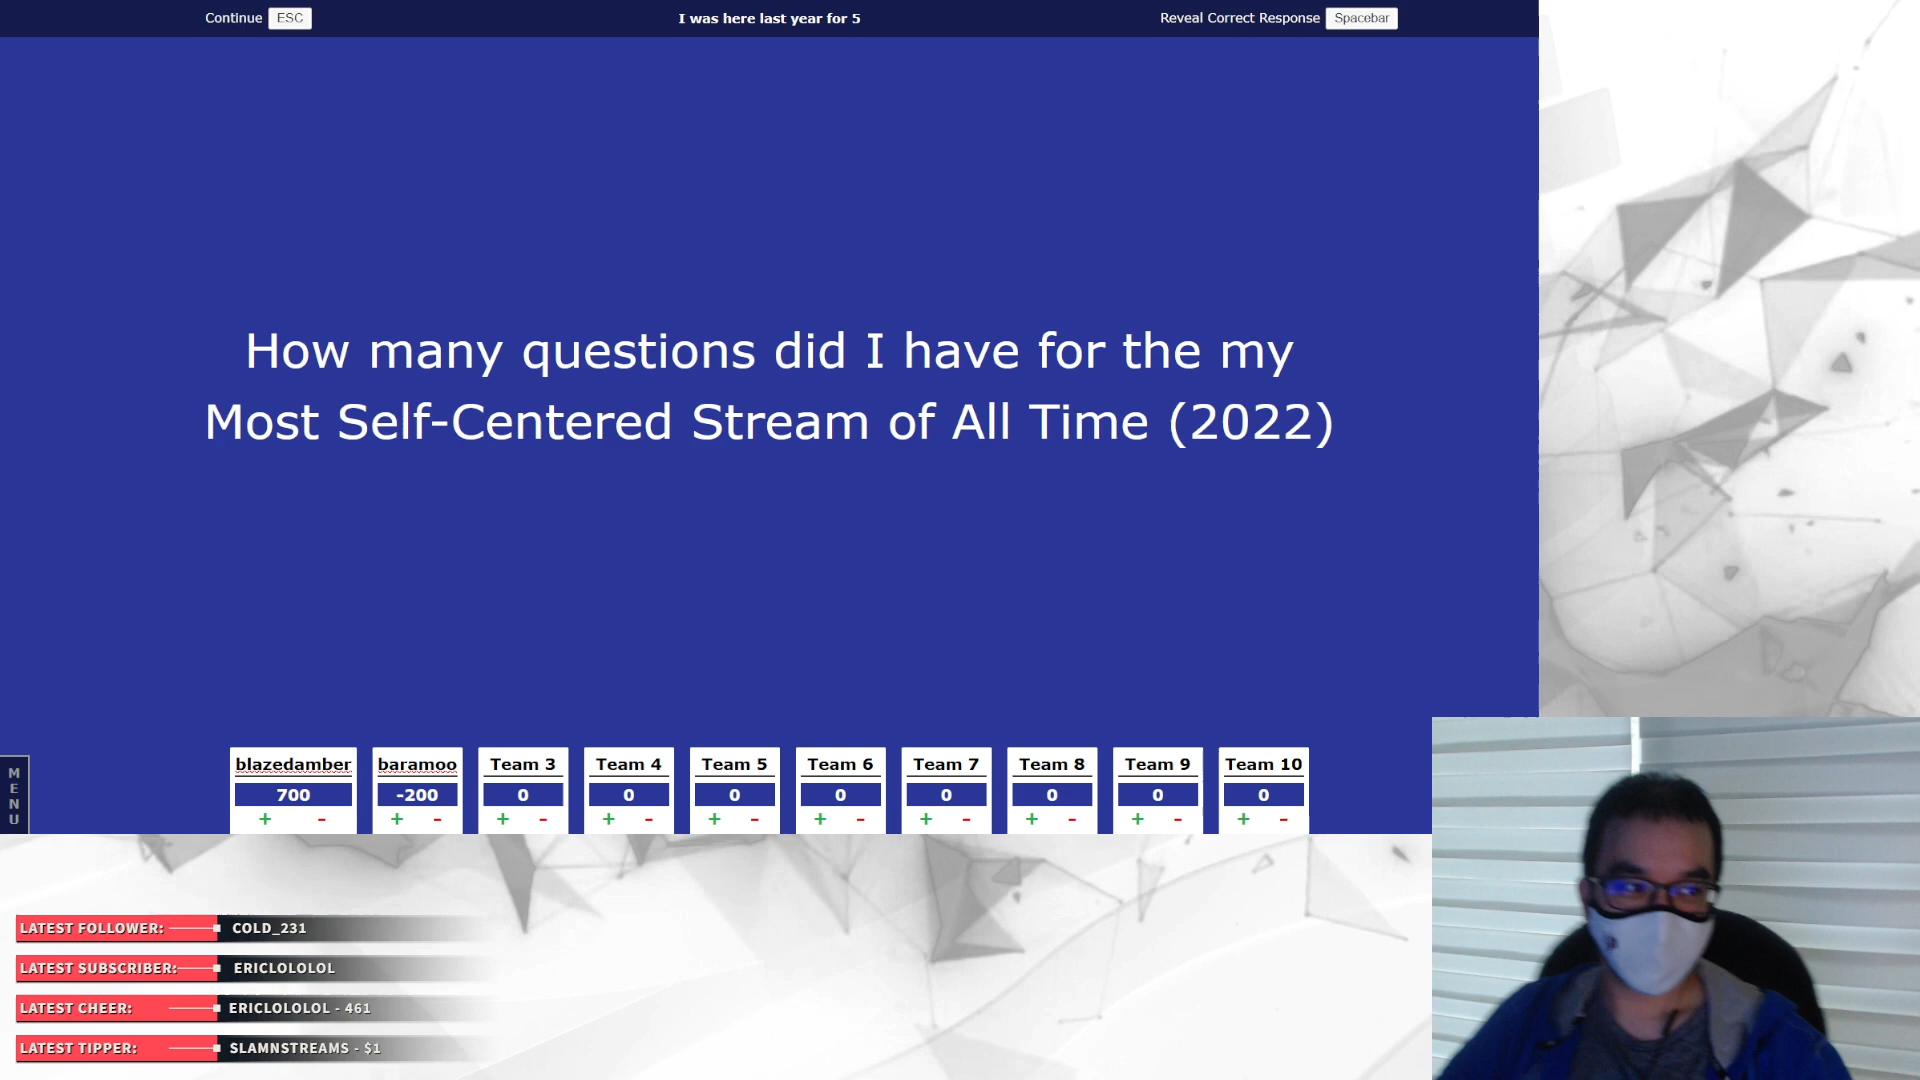 Continue ESC
I was here last year for 5
Reveal Correct Response Spacebar
How many questions did I have for the my
Most Self-Centered Stream of All Time (2022)
MENU
blazedamber baramoo Team 3 Team 4 Team 5 Team 6 Team 7 Team 8 Team 9 Team 10
700 -200 0 0 0 0 0 0 0 0
+ - + - + - + - + - + - + - + - + - + -
LATEST FOLLOWER: COLD_231
LATEST SUBSCRIBER: ERICLOLOLOL
LATEST CHEER: ERICLOLOLOL - 461
LATEST TIPPER: SLAMNSTREAMS - $1